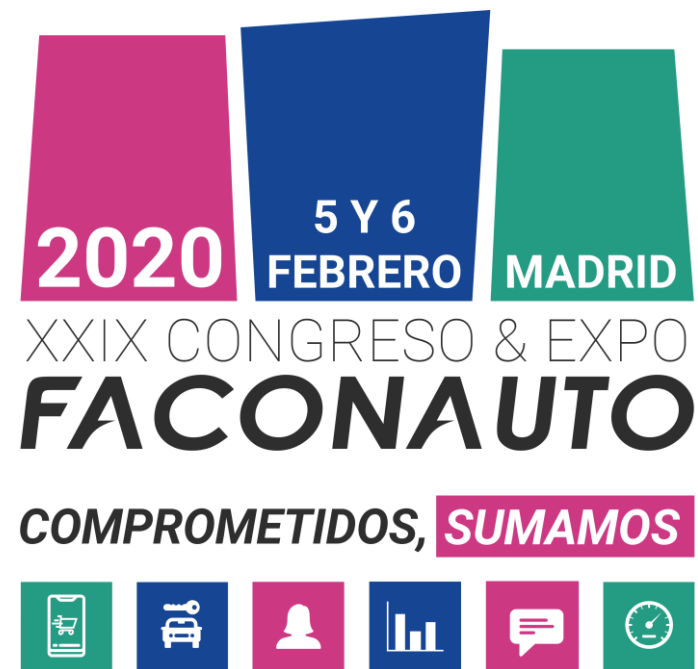 2020
5 Y 6
FEBRERO
MADRID
XXIX CONGRESO & EXPO
FACONAUTO
COMPROMETIDOS, SUMAMOS